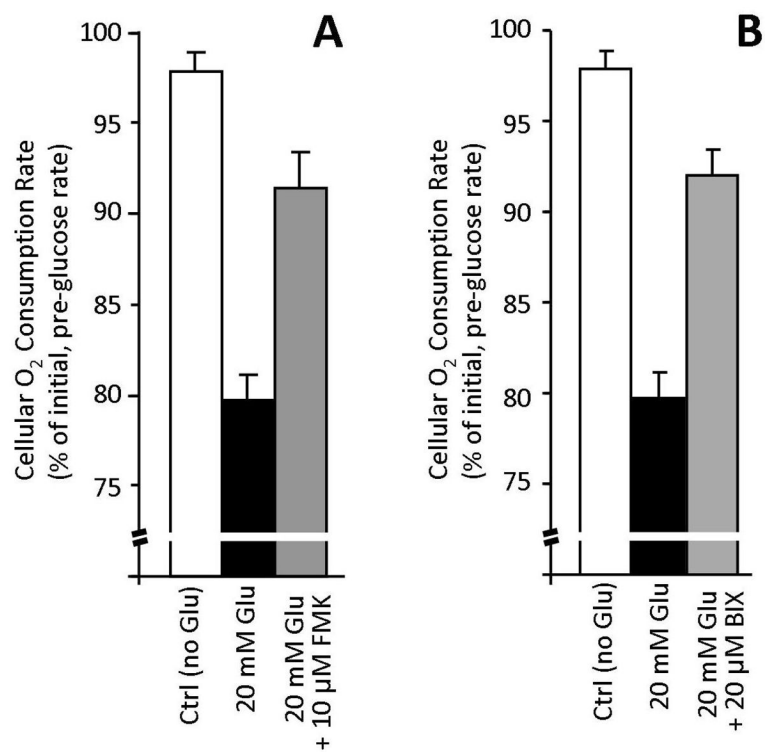 A
Cellular O₂ Consumption Rate
(% of initial, pre-glucose rate)
100
95
90
85
80
75
Ctrl (no Glu)
20 mM Glu
20 mM Glu
+ 10 µM FMK
B
Cellular O₂ Consumption Rate
(% of initial, pre-glucose rate)
100
95
90
85
80
75
Ctrl (no Glu)
20 mM Glu
20 mM Glu
+ 20 µM BIX